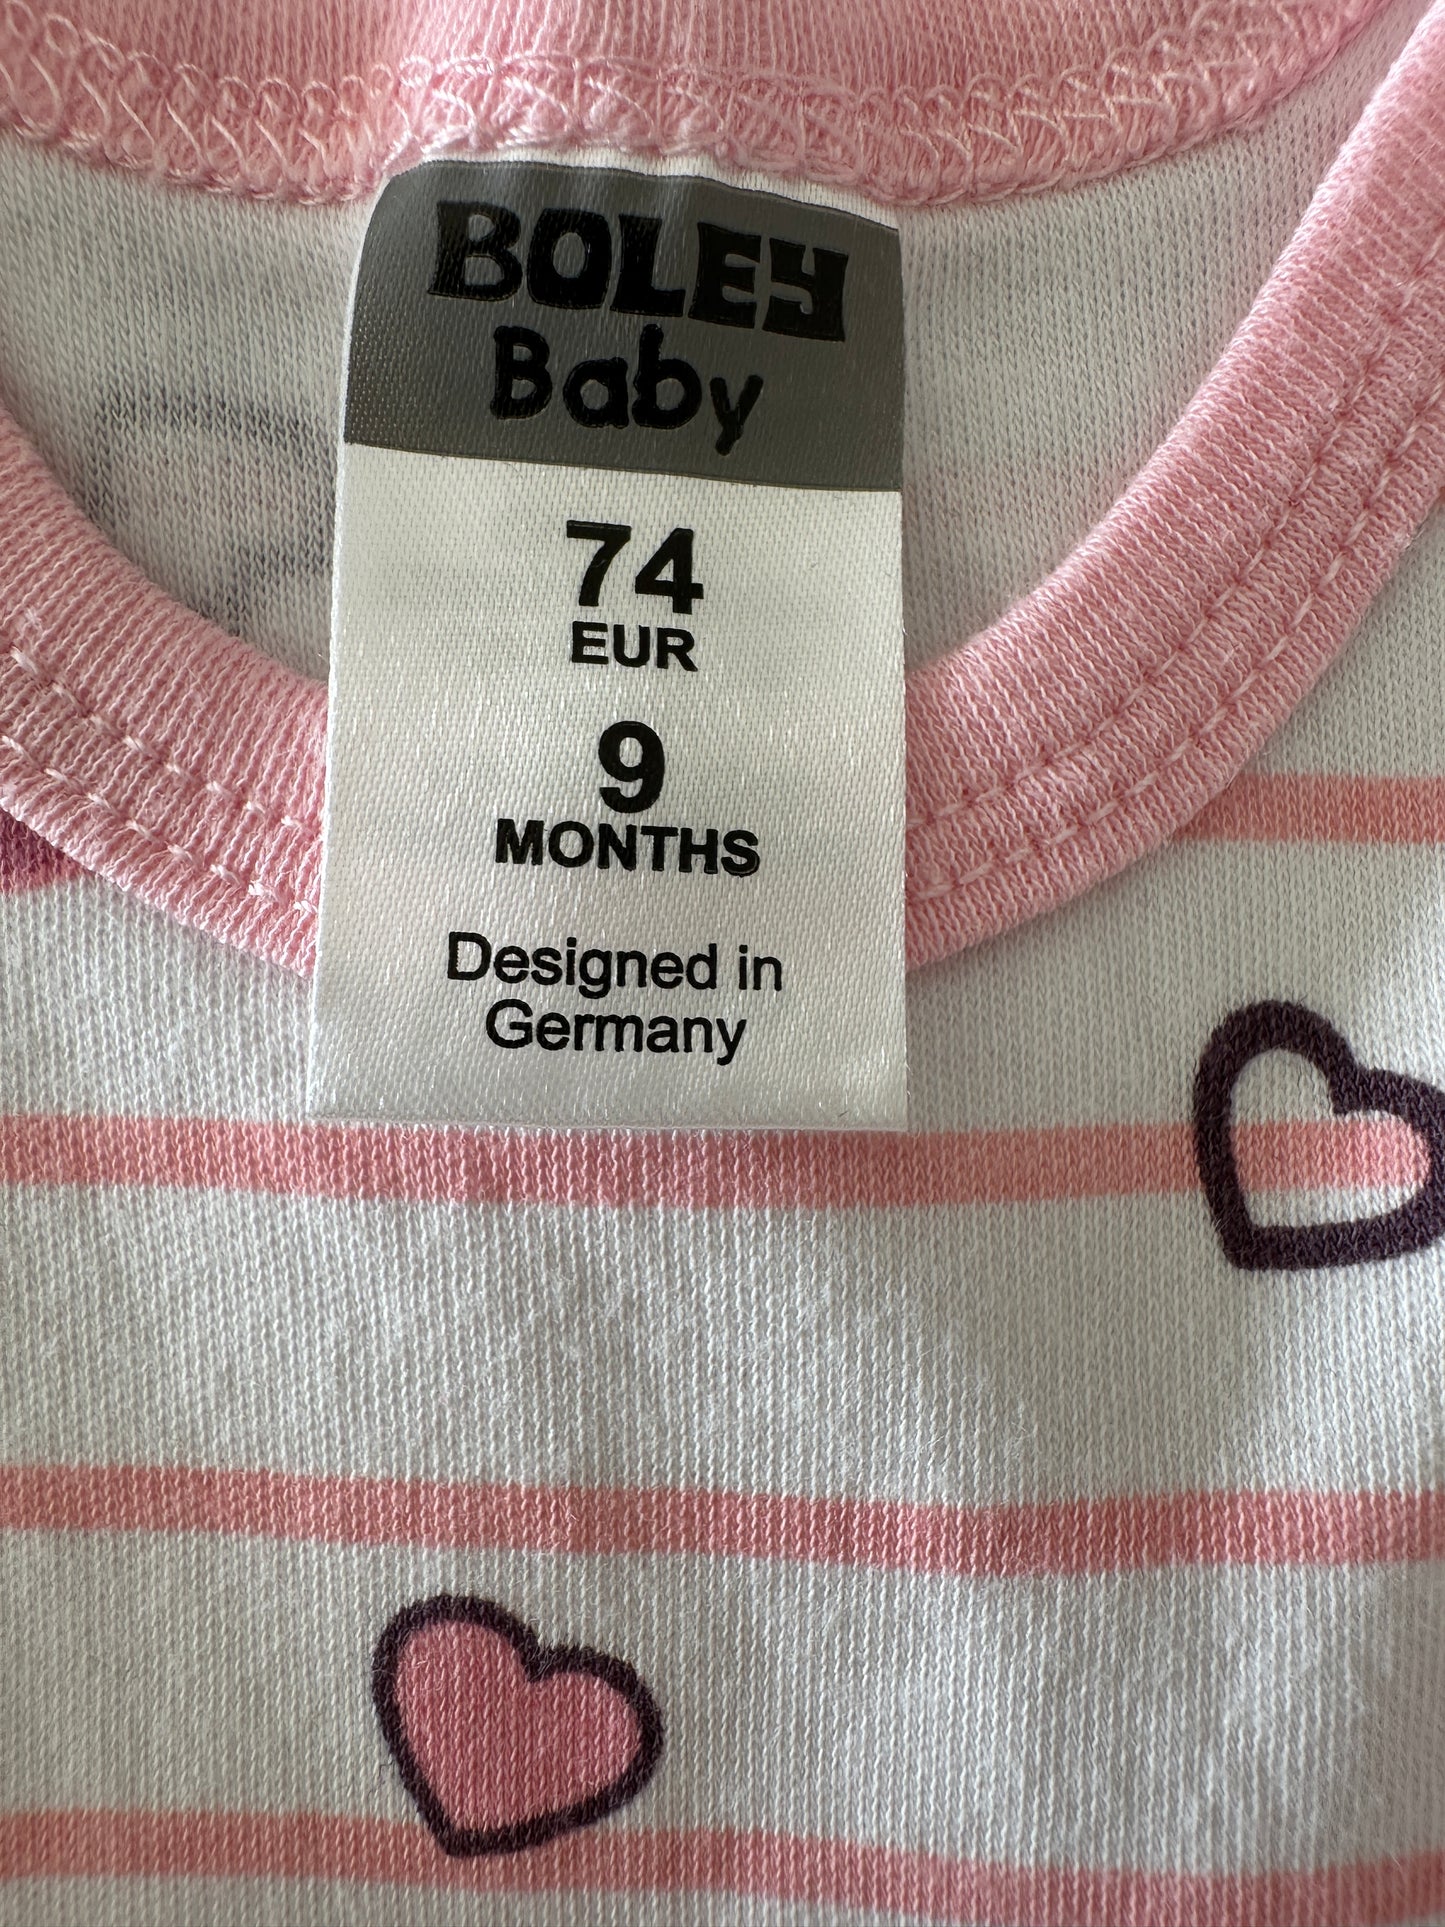 BOLEY
Baby
74
EUR
9
MONTHS
Designed in
Germany